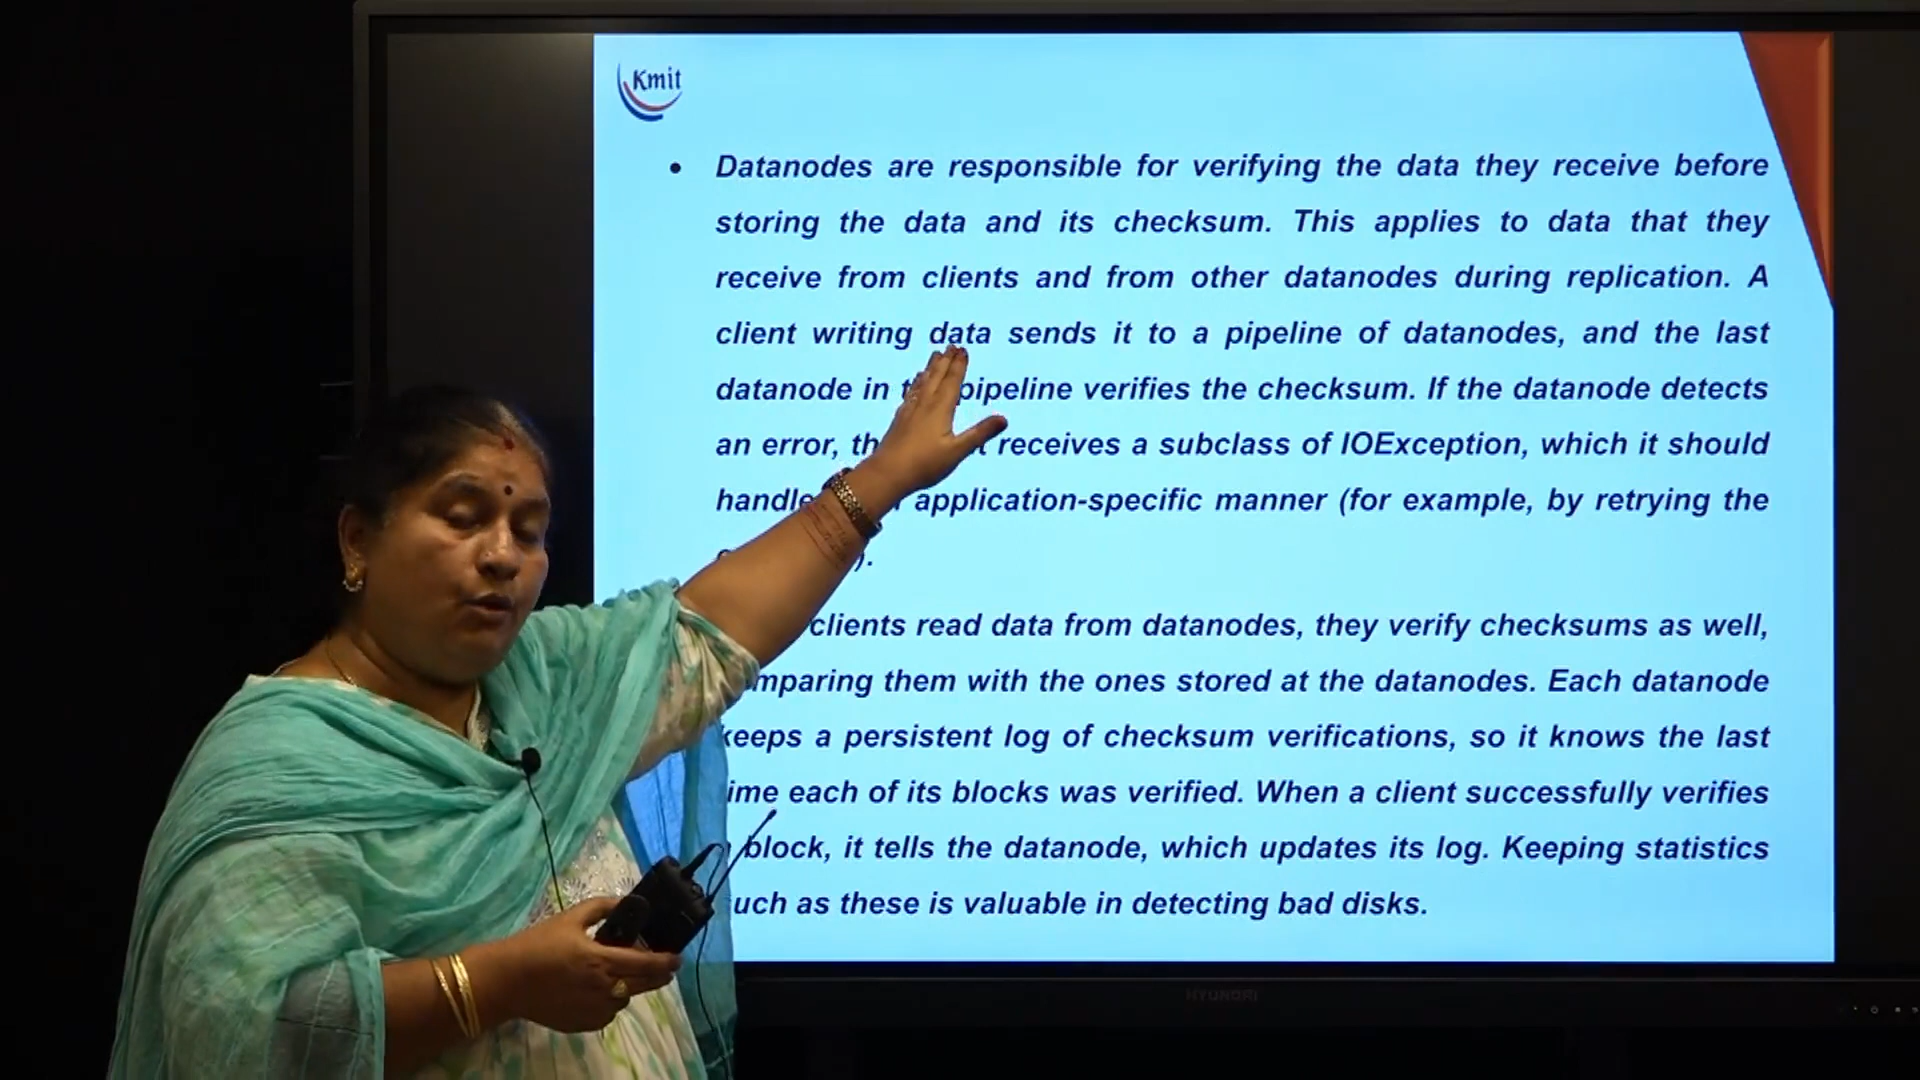 Kmit
• Datanodes are responsible for verifying the data they receive before
storing the data and its checksum. This applies to data that they
receive from clients and from other datanodes during replication. A
client writing data sends it to a pipeline of datanodes, and the last
datanode in pipeline verifies the checksum. If the datanode detects
an error, receives a subclass of IOException, which it should
handle application-specific manner (for example, by retrying the
).
clients read data from datanodes, they verify checksums as well,
comparing them with the ones stored at the datanodes. Each datanode
keeps a persistent log of checksum verifications, so it knows the last
time each of its blocks was verified. When a client successfully verifies
block, it tells the datanode, which updates its log. Keeping statistics
such as these is valuable in detecting bad disks.
HYUNDAI